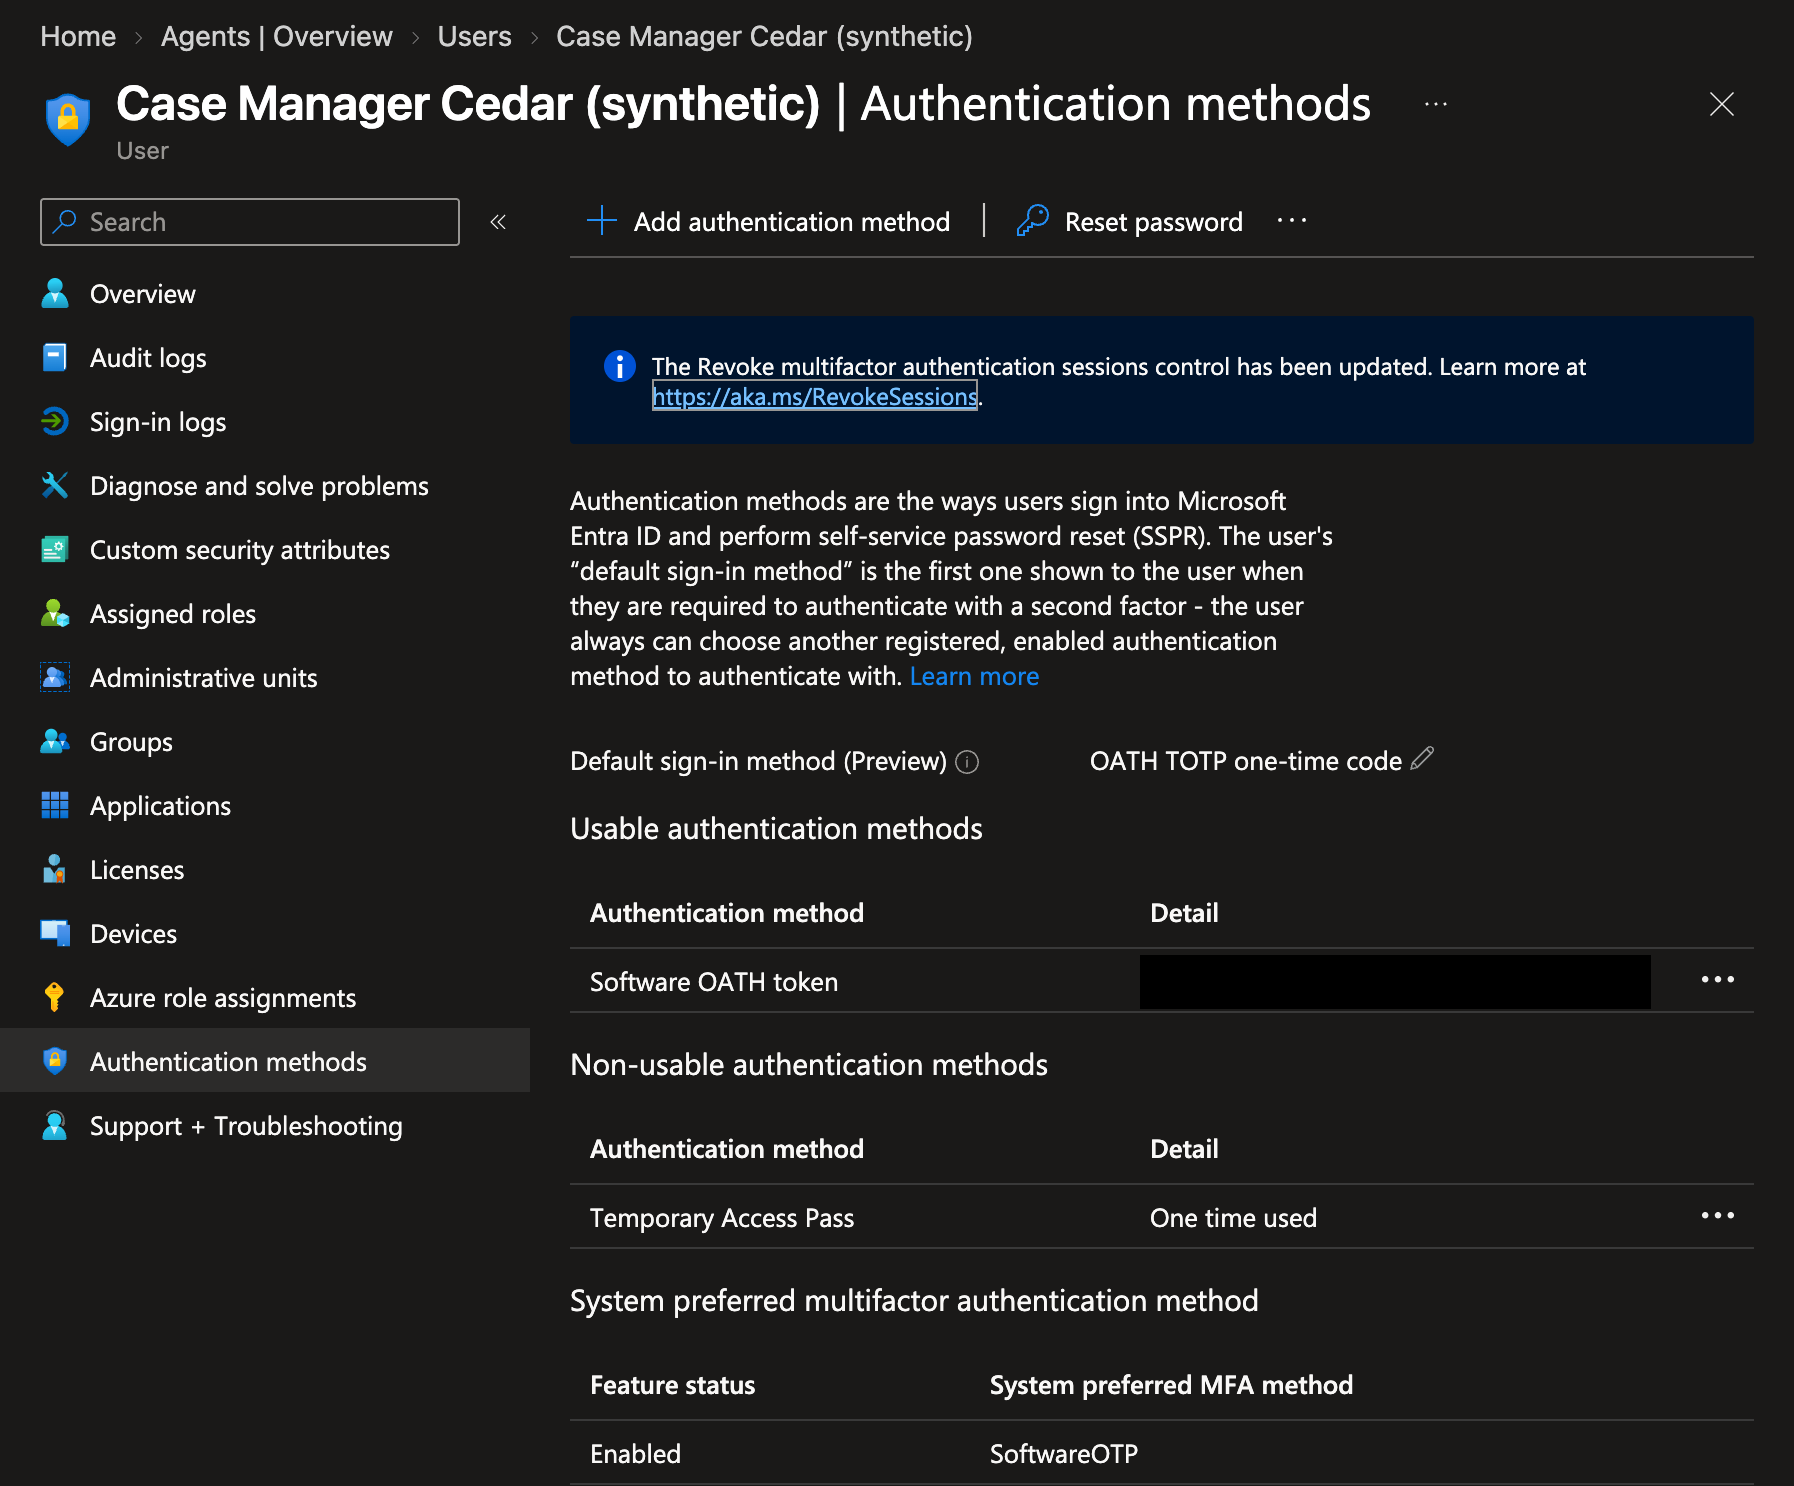 Home > Agents | Overview > Users > Case Manager Cedar (synthetic)
Case Manager Cedar (synthetic) | Authentication methods ...
User
Search
Overview
Audit logs
Sign-in logs
Diagnose and solve problems
Custom security attributes
Assigned roles
Administrative units
Groups
Applications
Licenses
Devices
Azure role assignments
Authentication methods
Support + Troubleshooting
Add authentication method | Reset password ...
The Revoke multifactor authentication sessions control has been updated. Learn more at
https://aka.ms/RevokeSessions.
Authentication methods are the ways users sign into Microsoft
Entra ID and perform self-service password reset (SSPR). The user's
“default sign-in method” is the first one shown to the user when
they are required to authenticate with a second factor - the user
always can choose another registered, enabled authentication
method to authenticate with. Learn more
Default sign-in method (Preview) OATH TOTP one-time code
Usable authentication methods
Authentication method Detail
Software OATH token
Non-usable authentication methods
Authentication method Detail
Temporary Access Pass One time used
System preferred multifactor authentication method
Feature status System preferred MFA method
Enabled SoftwareOTP